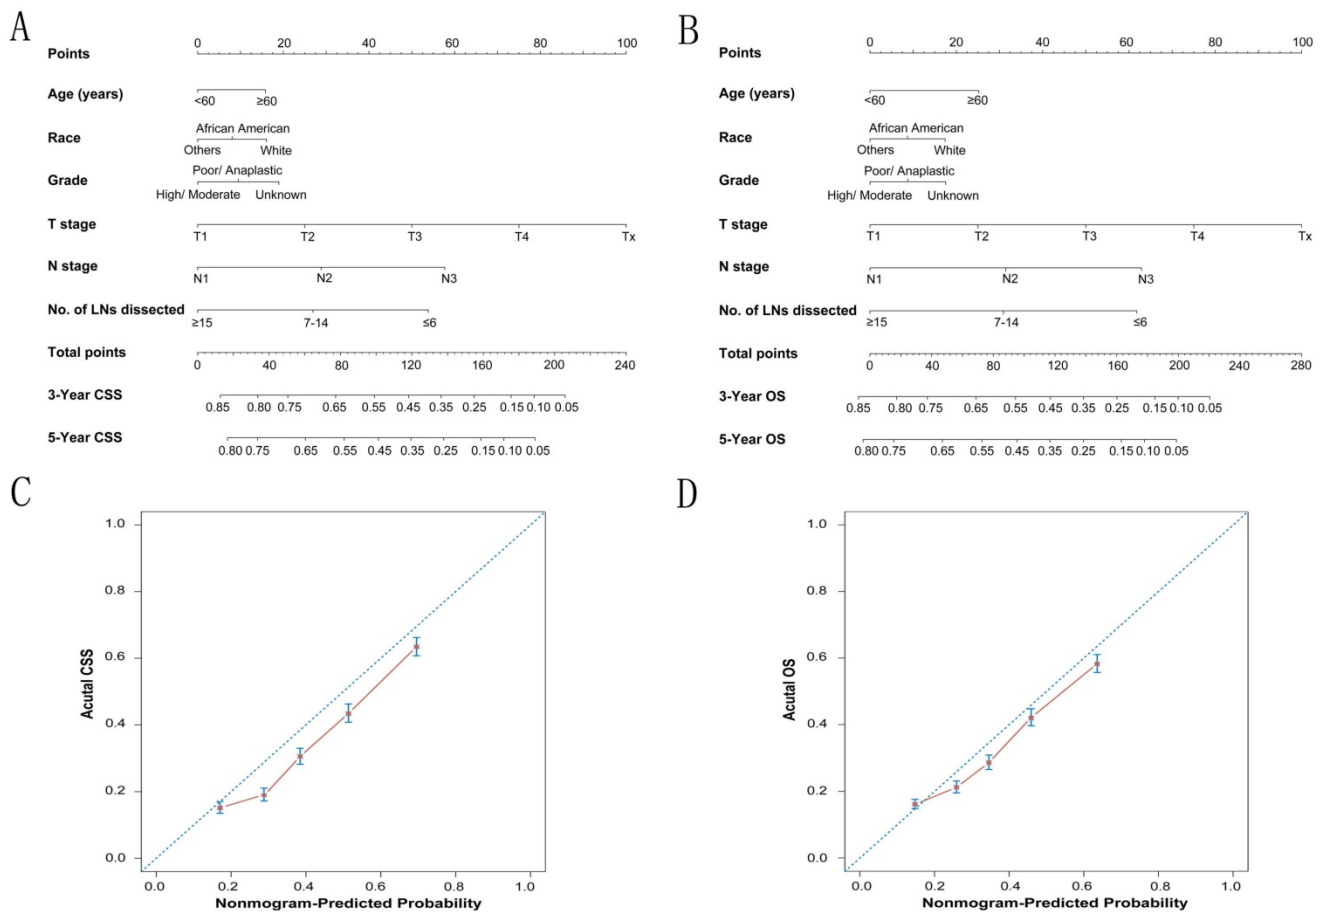 A
Points
0 20 40 60 80 100
Age (years)
<60 ≥60
African American
Race
Others White
Poor/ Anaplastic
Grade
High/ Moderate Unknown
T stage
T1 T2 T3 T4 Tx
N stage
N1 N2 N3
No. of LNs dissected
≥15 7-14 ≤6
Total points
0 40 80 120 160 200 240
3-Year CSS
0.85 0.80 0.75 0.65 0.55 0.45 0.35 0.25 0.15 0.10 0.05
5-Year CSS
0.80 0.75 0.65 0.55 0.45 0.35 0.25 0.15 0.10 0.05
B
Points
0 20 40 60 80 100
Age (years)
<60 ≥60
African American
Race
Others White
Poor/ Anaplastic
Grade
High/ Moderate Unknown
T stage
T1 T2 T3 T4 Tx
N stage
N1 N2 N3
No. of LNs dissected
≥15 7-14 ≤6
Total points
0 40 80 120 160 200 240 280
3-Year OS
0.85 0.80 0.75 0.65 0.55 0.45 0.35 0.25 0.15 0.10 0.05
5-Year OS
0.80 0.75 0.65 0.55 0.45 0.35 0.25 0.15 0.10 0.05
C
Acutal CSS
1.0
0.8
0.6
0.4
0.2
0.0
0.0 0.2 0.4 0.6 0.8 1.0
Nonmogram-Predicted Probability
D
Acutal OS
1.0
0.8
0.6
0.4
0.2
0.0
0.0 0.2 0.4 0.6 0.8 1.0
Nonmogram-Predicted Probability